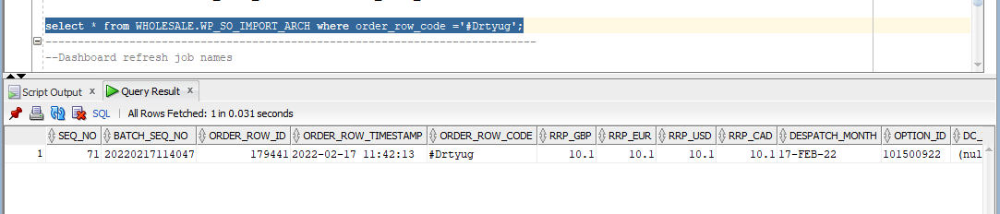 select * from WHOLESALE.WP_SO_IMPORT_ARCH where order_row_code ='#Drtyug';
----------------------------------------------------------------------------
--Dashboard refresh job names
Script Output x Query Result x
SQL | All Rows Fetched: 1 in 0.031 seconds
SEQ_NO BATCH_SEQ_NO ORDER_ROW_ID ORDER_ROW_TIMESTAMP ORDER_ROW_CODE RRP_GBP RRP_EUR RRP_USD RRP_CAD DESPATCH_MONTH OPTION_ID DC_
1 71 20220217114047 179441 2022-02-17 11:42:13 #Drtyug 10.1 10.1 10.1 10.1 17-FEB-22 101500922 (nul